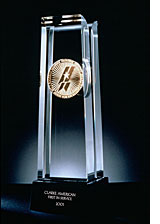 CLARKE AMERICAN
FIRST IN SERVICE
2001